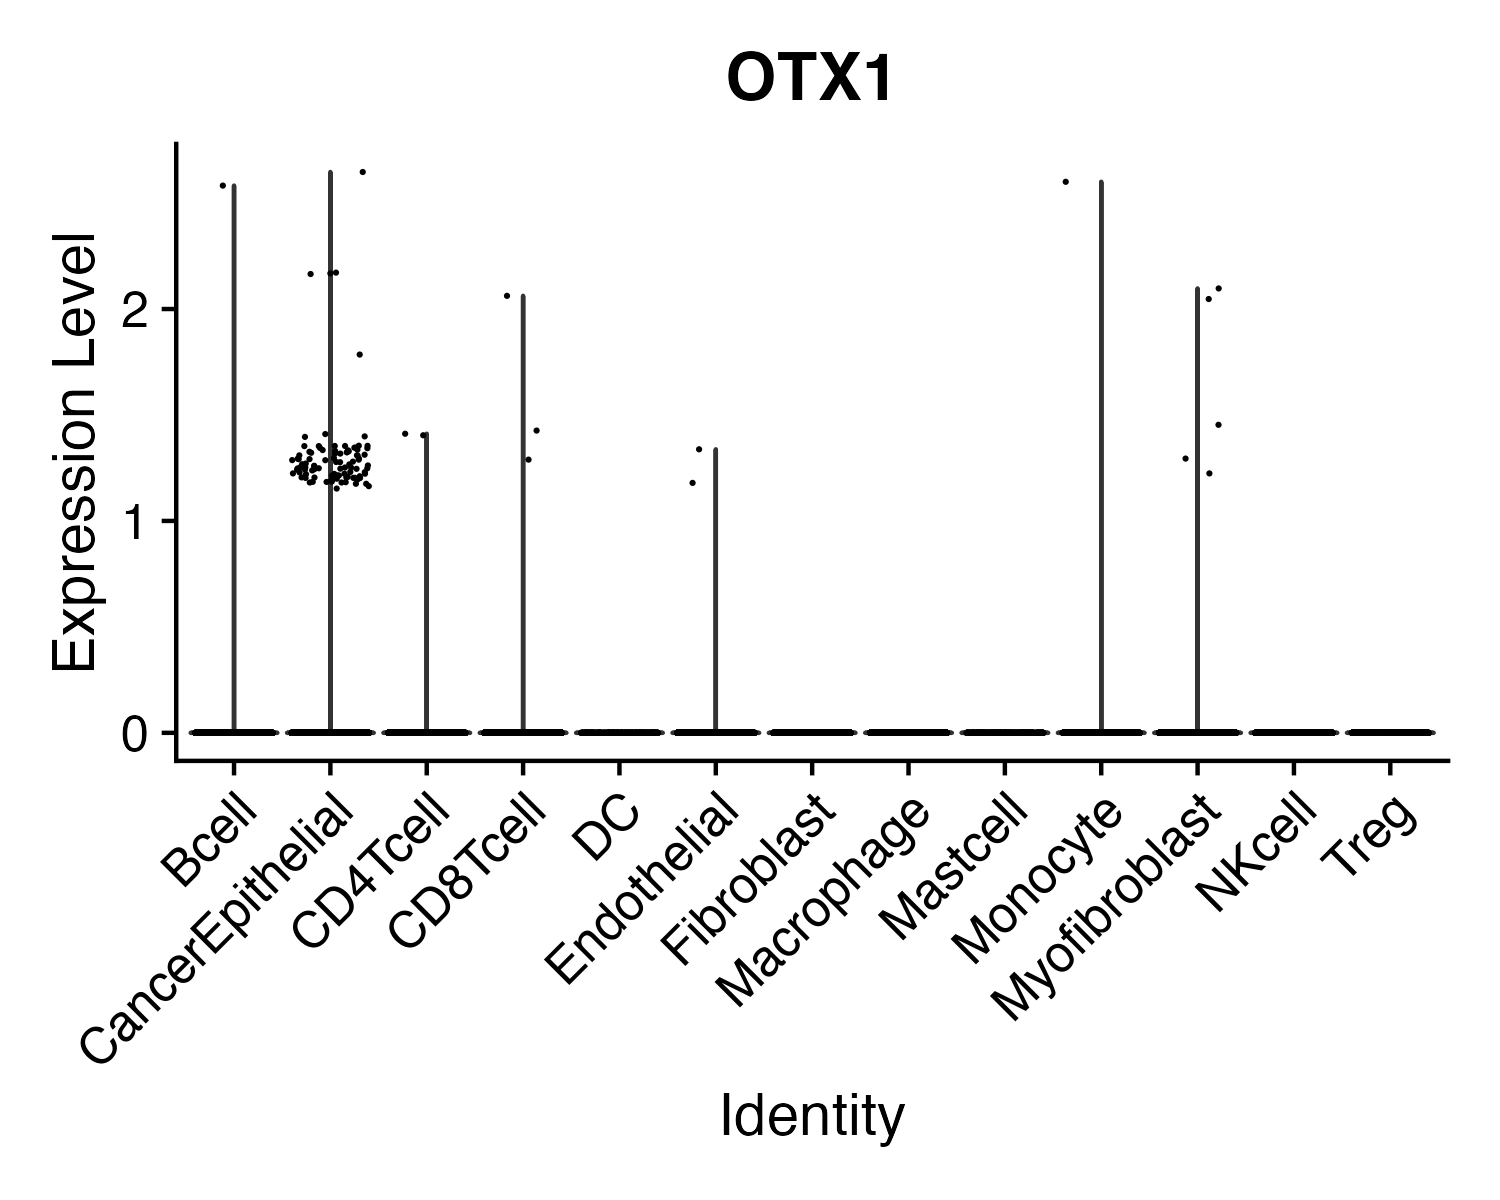 OTX1
Expression Level
2
1
0
Bcell
CancerEpithelial
CD4Tcell
CD8Tcell
DC
Endothelial
Fibroblast
Macrophage
Mastcell
Monocyte
Myofibroblast
NKcell
Treg
Identity